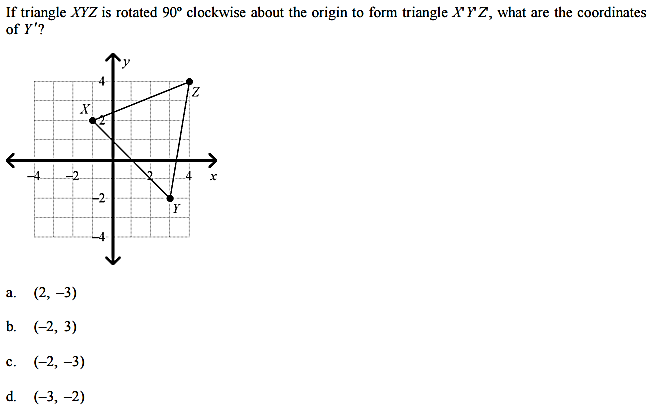 If triangle XYZ is rotated 90° clockwise about the origin to form triangle X'Y'Z', what are the coordinates
of Y'?
y
4
Z
X
2
-4 -2 2 4 x
-2
Y
-4
a. (2, –3)
b. (–2, 3)
c. (–2, –3)
d. (–3, –2)